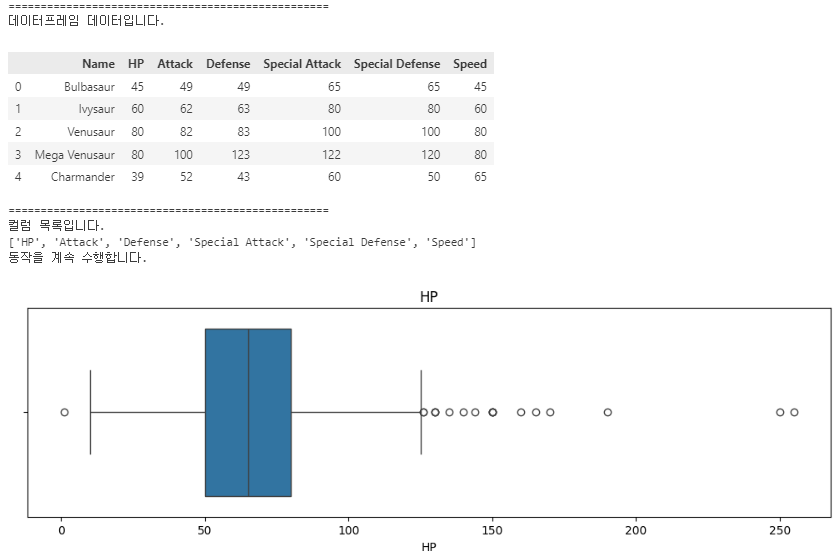 ==================================================
데이터프레임 데이터입니다.
Name HP Attack Defense Special Attack Special Defense Speed
0 Bulbasaur 45 49 49 65 65 45
1 Ivysaur 60 62 63 80 80 60
2 Venusaur 80 82 83 100 100 80
3 Mega Venusaur 80 100 123 122 120 80
4 Charmander 39 52 43 60 50 65
==================================================
컬럼 목록입니다.
['HP', 'Attack', 'Defense', 'Special Attack', 'Special Defense', 'Speed']
동작을 계속 수행합니다.
HP
0 50 100 150 200 250
HP